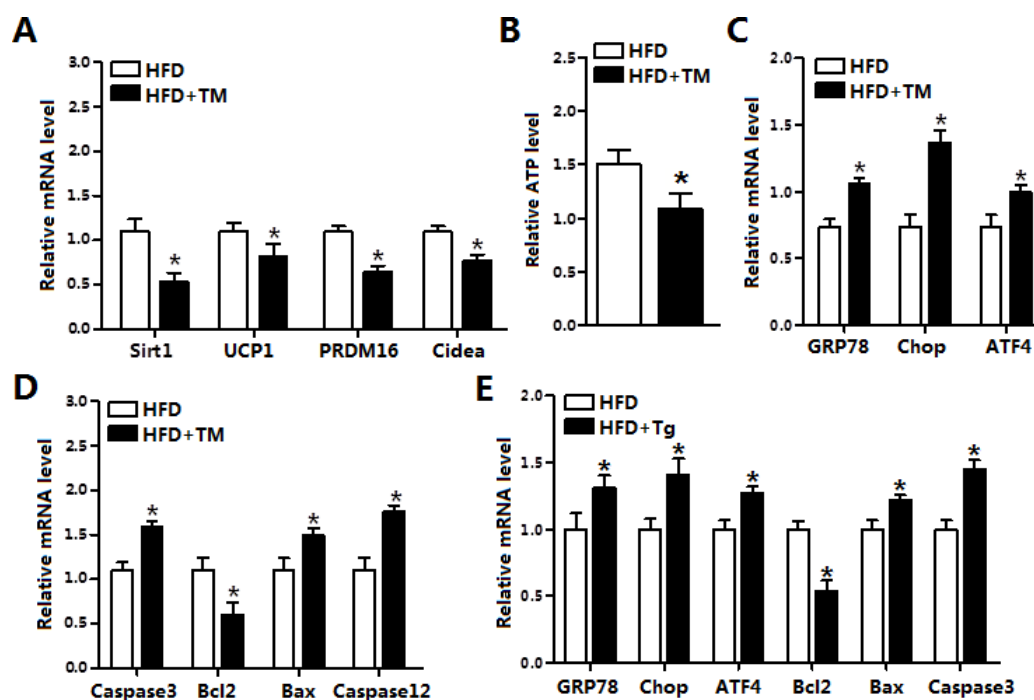 A
Relative mRNA level
3.0
2.5
2.0
1.5
1.0
0.5
0.0
HFD
HFD+TM
*
*
*
*
Sirt1 UCP1 PRDM16 Cidea
B
Relative ATP level
2.5
2.0
1.5
1.0
0.5
0.0
HFD
HFD+TM
*
C
Relative mRNA level
2.0
1.5
1.0
0.5
0.0
HFD
HFD+TM
*
*
*
GRP78 Chop ATF4
D
Relative mRNA level
3.0
2.5
2.0
1.5
1.0
0.5
0.0
HFD
HFD+TM
*
*
*
*
Caspase3 Bcl2 Bax Caspase12
E
Relative mRNA level
2.0
1.5
1.0
0.5
0.0
HFD
HFD+Tg
*
*
*
*
*
*
GRP78 Chop ATF4 Bcl2 Bax Caspase3